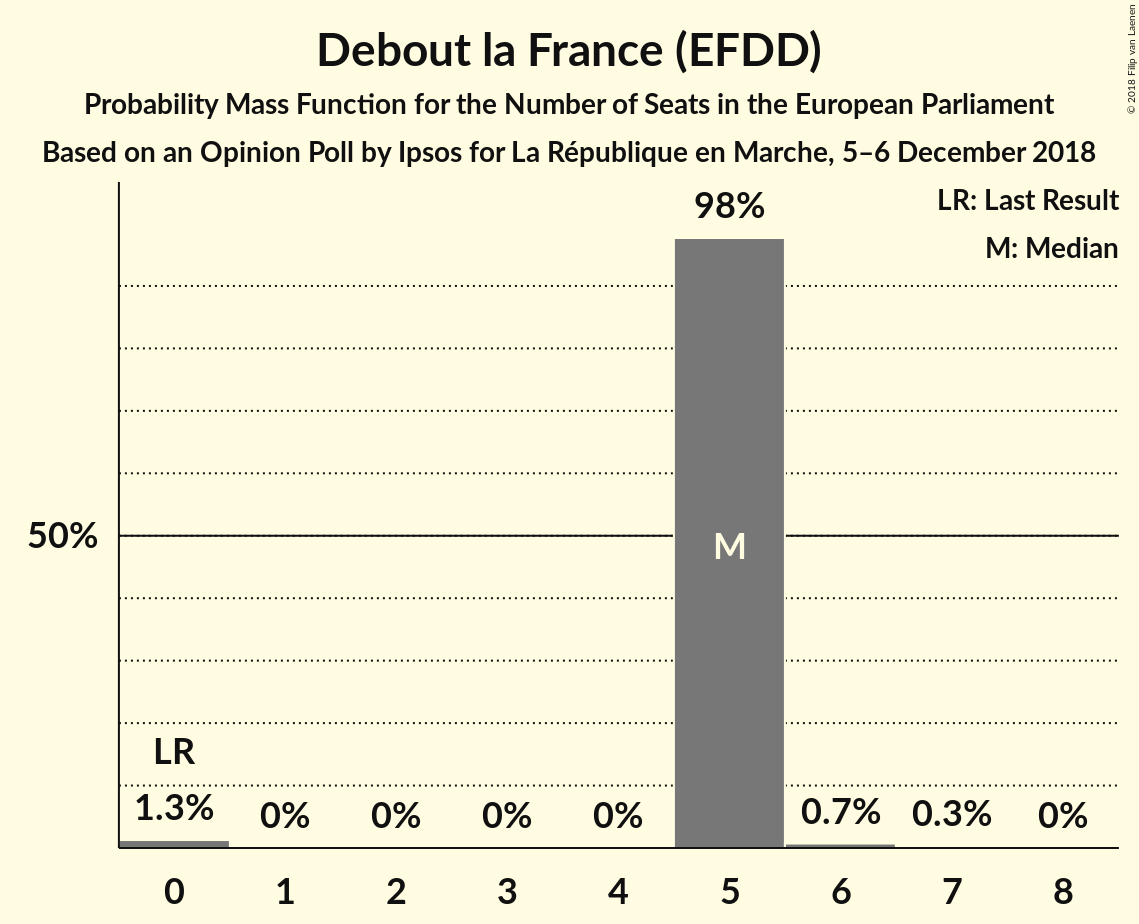 Debout la France (EFDD)
Probability Mass Function for the Number of Seats in the European Parliament
Based on an Opinion Poll by Ipsos for La République en Marche, 5–6 December 2018
© 2018 Filip van Laenen
98%
LR: Last Result
M: Median
50%
M
LR
1.3%
0%
0%
0%
0%
0.7%
0.3%
0%
0
1
2
3
4
5
6
7
8